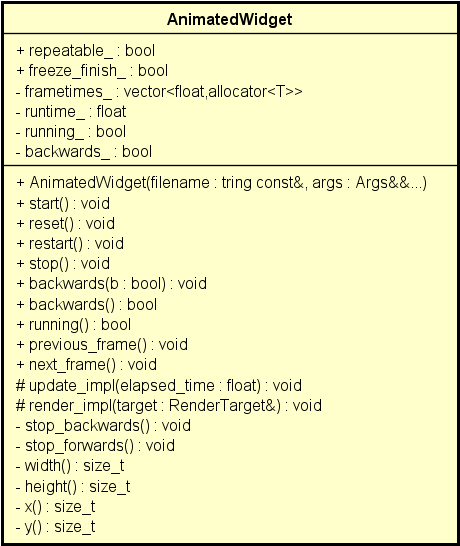 AnimatedWidget
+ repeatable_ : bool
+ freeze_finish_ : bool
- frametimes_ : vector<float,allocator<T>>
- runtime_ : float
- running_ : bool
- backwards_ : bool
+ AnimatedWidget(filename : tring const&, args : Args&&...)
+ start() : void
+ reset() : void
+ restart() : void
+ stop() : void
+ backwards(b : bool) : void
+ backwards() : bool
+ running() : bool
+ previous_frame() : void
+ next_frame() : void
# update_impl(elapsed_time : float) : void
# render_impl(target : RenderTarget&) : void
- stop_backwards() : void
- stop_forwards() : void
- width() : size_t
- height() : size_t
- x() : size_t
- y() : size_t